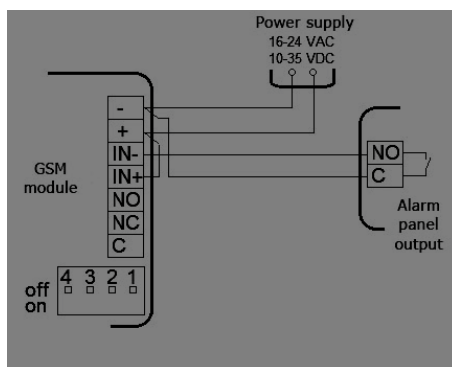 Power supply
16-24 VAC
10-35 VDC
-
+
IN-
IN+
NO
NC
C
GSM
module
NO
C
Alarm
panel
output
4 3 2 1
off
on